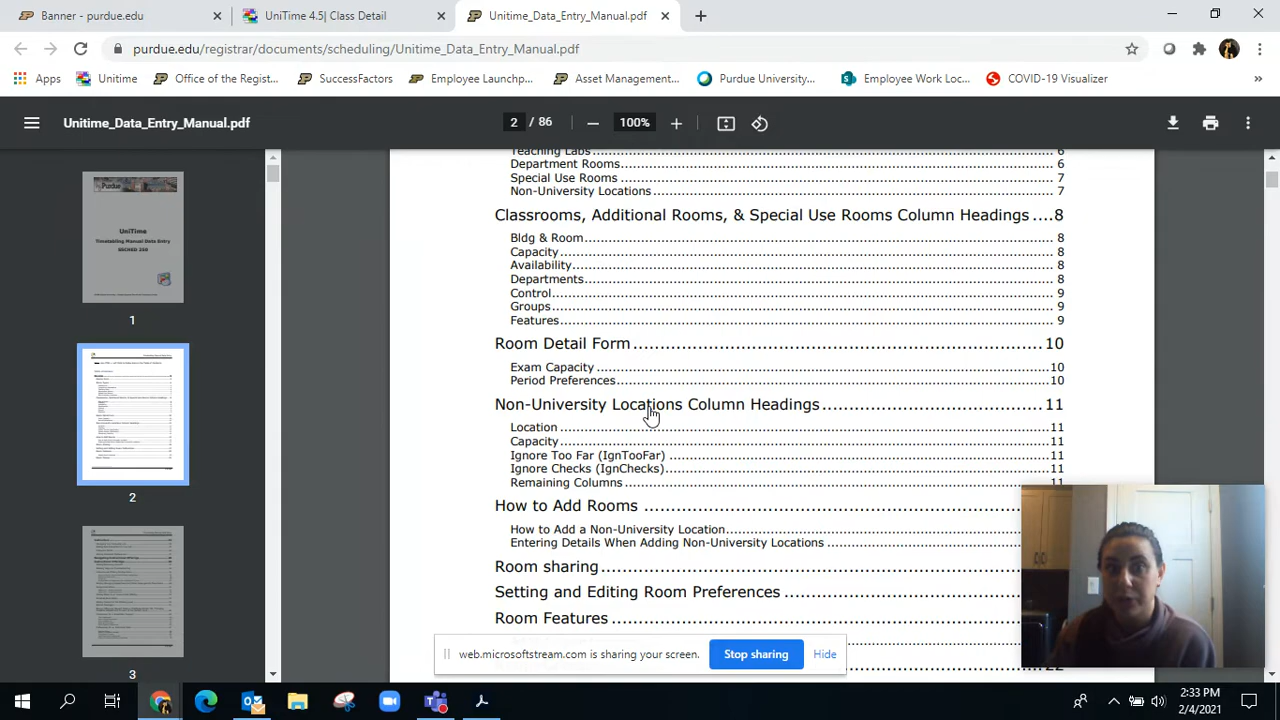 Banner - purdue.edu
UniTime 4.5| Class Detail
Unitime_Data_Entry_Manual.pdf
purdue.edu/registrar/documents/scheduling/Unitime_Data_Entry_Manual.pdf
Apps
Unitime
Office of the Regist...
SuccessFactors
Employee Launchp...
Asset Management...
Purdue University...
Employee Work Loc...
COVID-19 Visualizer
»
Unitime_Data_Entry_Manual.pdf
2 / 86
100%
UniTime
Timetabling Manual Data Entry
1
2
3
Teaching Labs 6
Department Rooms 6
Special Use Rooms 7
Non-University Locations 7
Classrooms, Additional Rooms, & Special Use Rooms Column Headings ....8
Bldg & Room 8
Capacity 8
Availability 8
Departments 8
Control 9
Groups 9
Features 9
Room Detail Form 10
Exam Capacity 10
Period Preferences 10
Non-University Locations Column Headings 11
Location 11
Capacity 11
Ignore Too Far (IgnTooFar) 11
Ignore Checks (IgnChecks) 11
Remaining Columns 11
How to Add Rooms
How to Add a Non-University Location
Entering Details When Adding Non-University Locations
Room sharing
Setting and Editing Room Preferences
Room Features
web.microsoftstream.com is sharing your screen.
Stop sharing
Hide
2:33 PM
2/4/2021